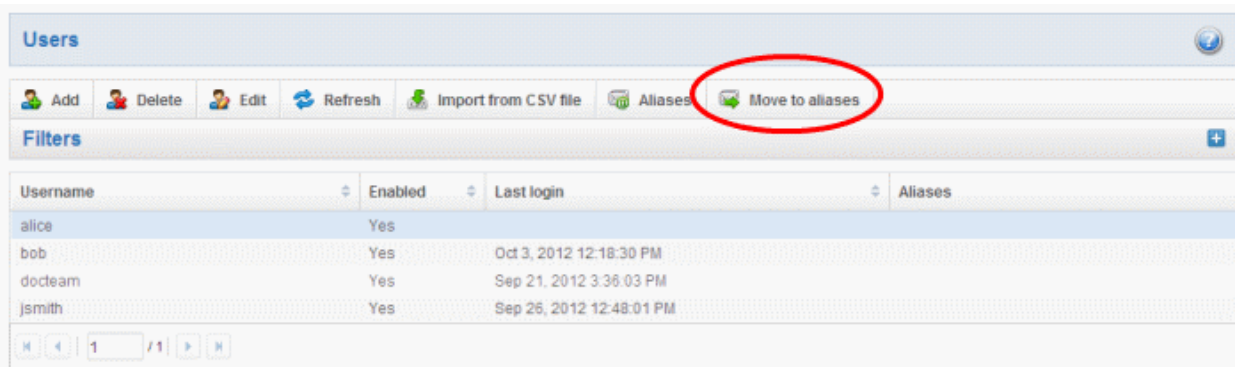 Users
Add Delete Edit Refresh Import from CSV file Aliases Move to aliases
Filters
Username Enabled Last login Aliases
alice Yes
bob Yes Oct 3, 2012 12:18:30 PM
docteam Yes Sep 21, 2012 3:36:03 PM
jsmith Yes Sep 26, 2012 12:48:01 PM
1 / 1